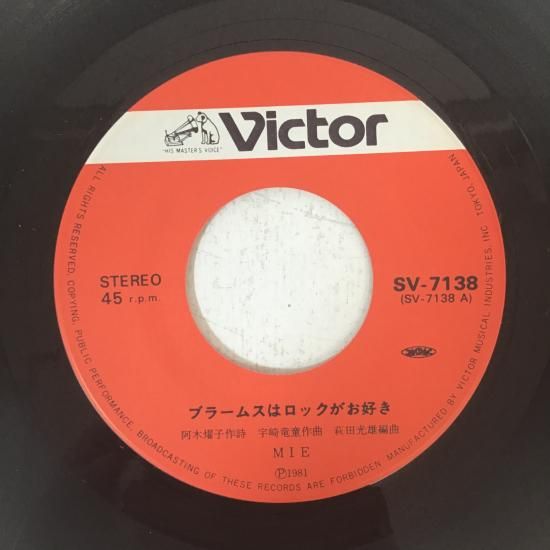 Victor
"HIS MASTER'S VOICE"
STEREO
45 r.p.m.
SV-7138
(SV-7138 A)
ブラームスはロックがお好き
阿木燿子作詩 宇崎竜童作曲 萩田光雄編曲
MIE
Ⓟ1981
ALL RIGHTS RESERVED, COPYING, PUBLIC PERFORMANCE, BROADCASTING OF THESE RECORDS ARE FORBIDDEN MANUFACTURED BY VICTOR MUSICAL INDUSTRIES, INC TOKYO, JAPAN